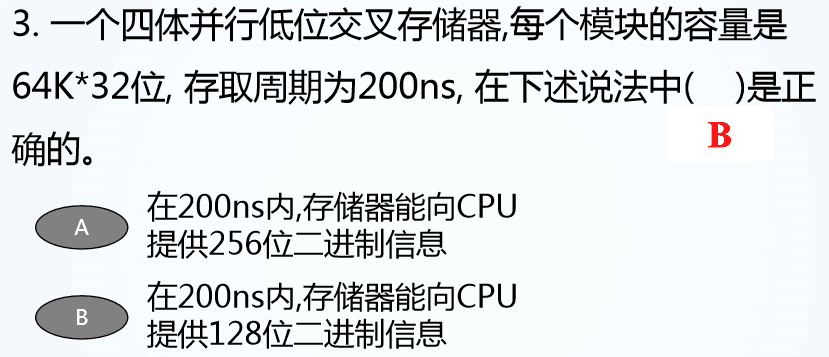 3. 一个四体并行低位交叉存储器,每个模块的容量是
64K*32位, 存取周期为200ns, 在下述说法中(    )是正
确的。
B
A
在200ns内,存储器能向CPU
提供256位二进制信息
B
在200ns内,存储器能向CPU
提供128位二进制信息